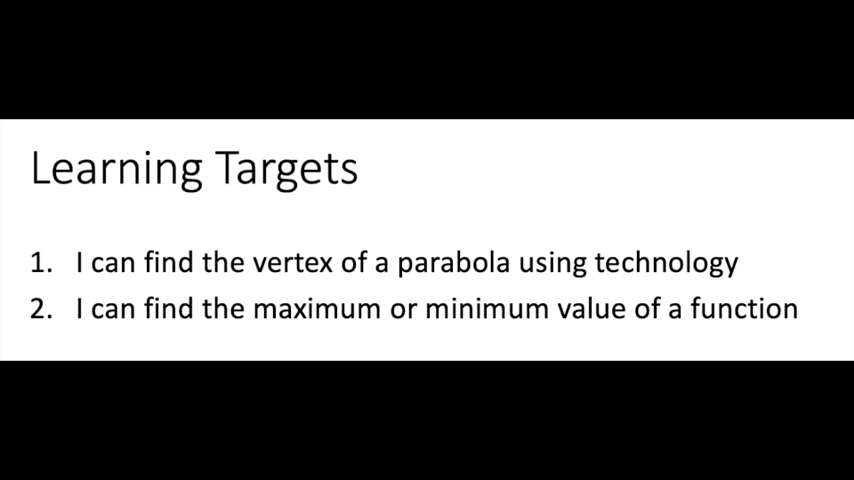 Learning Targets
1. I can find the vertex of a parabola using technology
2. I can find the maximum or minimum value of a function